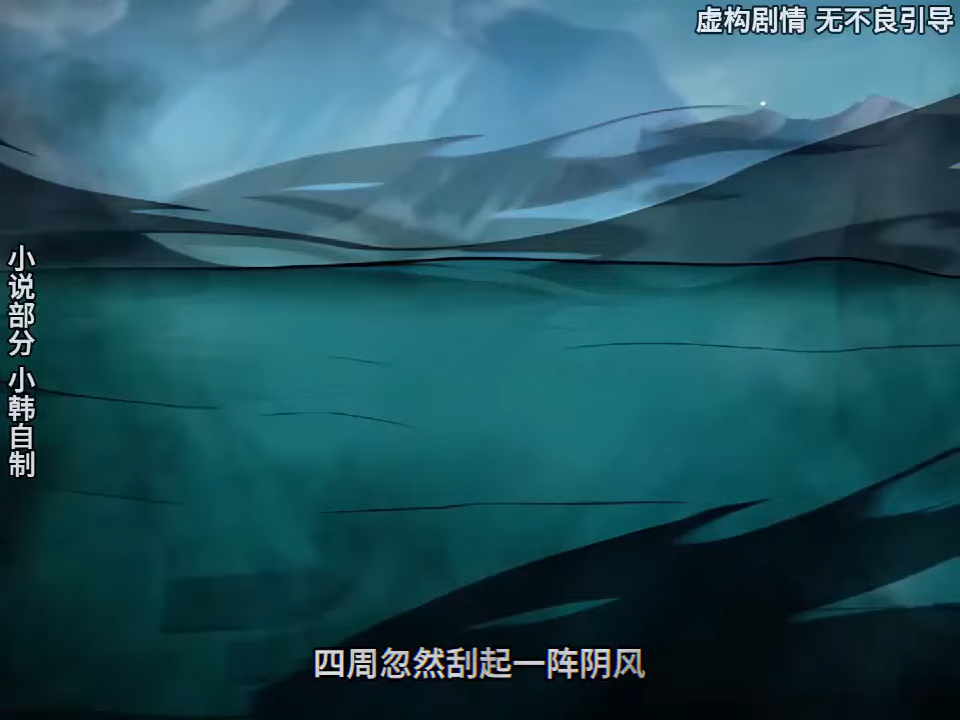 虚构剧情 无不良引导
小说部分 小韩自制
四周忽然刮起一阵阴风